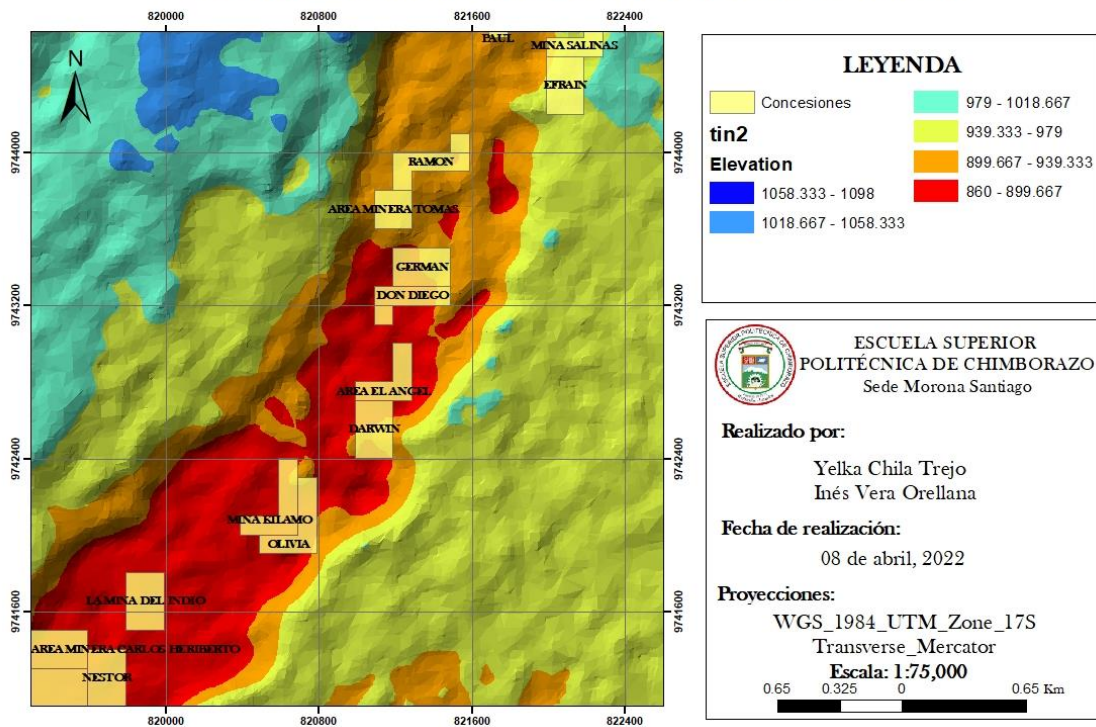 820000 820800 821600 822400
N
PAUL
MINA SALINAS
EFRAIN
9744000 9744000
RAMON
AREA MINERA TOMAS
GERMAN
DON DIEGO
9743200 9743200
AREA EL ANGEL
DARWIN
9742400 9742400
MINA KILAMO
OLIVIA
LA MINA DEL INDIO
9741600 9741600
AREA MINERA CARLOS HERIBERTO
NESTOR
820000 820800 821600 822400
LEYENDA
Concesiones
tin2
Elevation
1058.333 - 1098
1018.667 - 1058.333
979 - 1018.667
939.333 - 979
899.667 - 939.333
860 - 899.667
ESCUELA SUPERIOR
POLITÉCNICA DE CHIMBORAZO
Sede Morona Santiago
Realizado por:
Yelka Chila Trejo
Inés Vera Orellana
Fecha de realización:
08 de abril, 2022
Proyecciones:
WGS_1984_UTM_Zone_17S
Transverse_Mercator
Escala: 1:75,000
0.65 0.325 0 0.65 Km